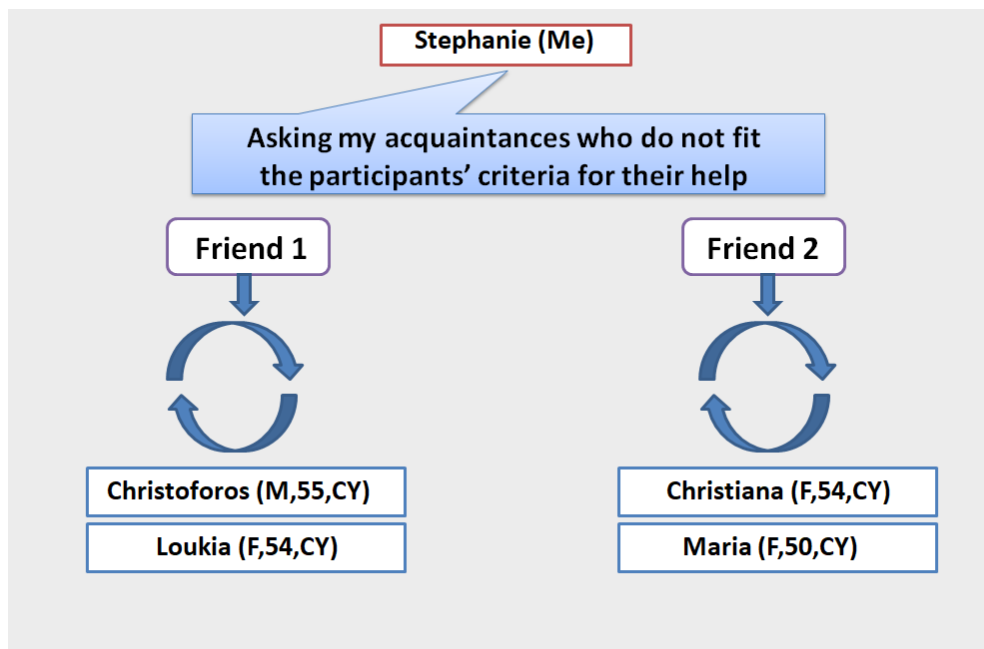 Stephanie (Me)
Asking my acquaintances who do not fit
the participants’ criteria for their help
Friend 1
Friend 2
Christoforos (M,55,CY)
Christiana (F,54,CY)
Loukia (F,54,CY)
Maria (F,50,CY)